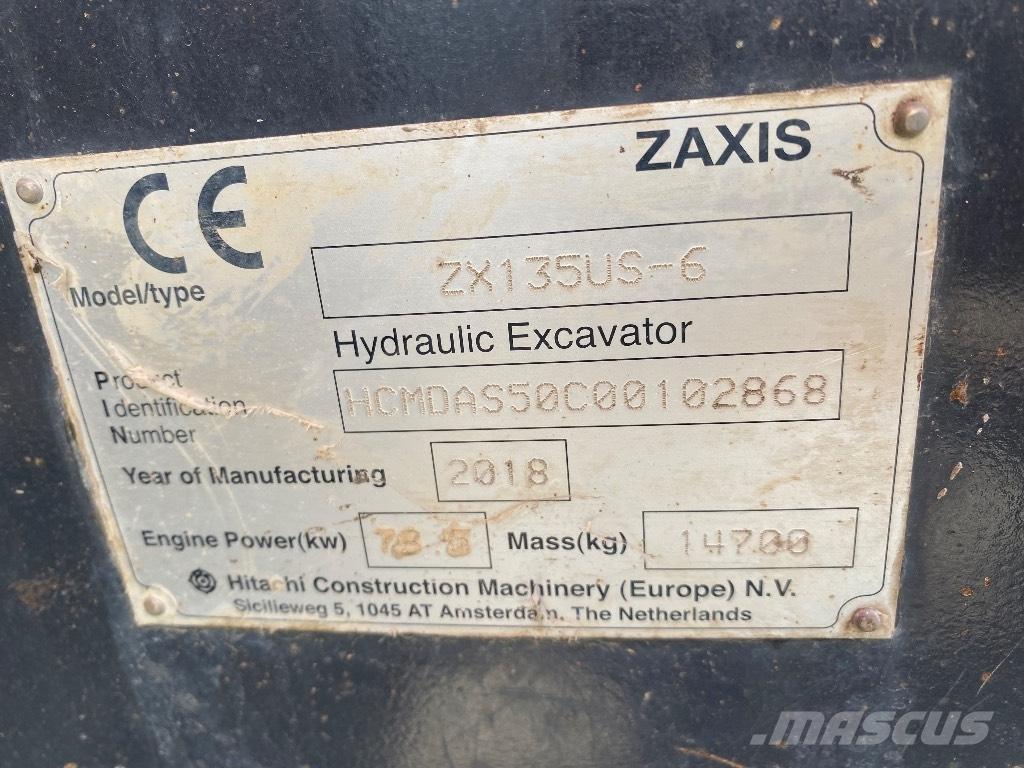 CE
ZAXIS
Model/type
ZX135US-6
Hydraulic Excavator
Product
Identification
Number
HCMDAS50C00102868
Year of Manufacturing 2018
Engine Power(kw) 78.5 Mass(kg) 14700
Hitachi Construction Machinery (Europe) N.V.
Sicilieweg 5, 1045 AT Amsterdam, The Netherlands
MASCUS